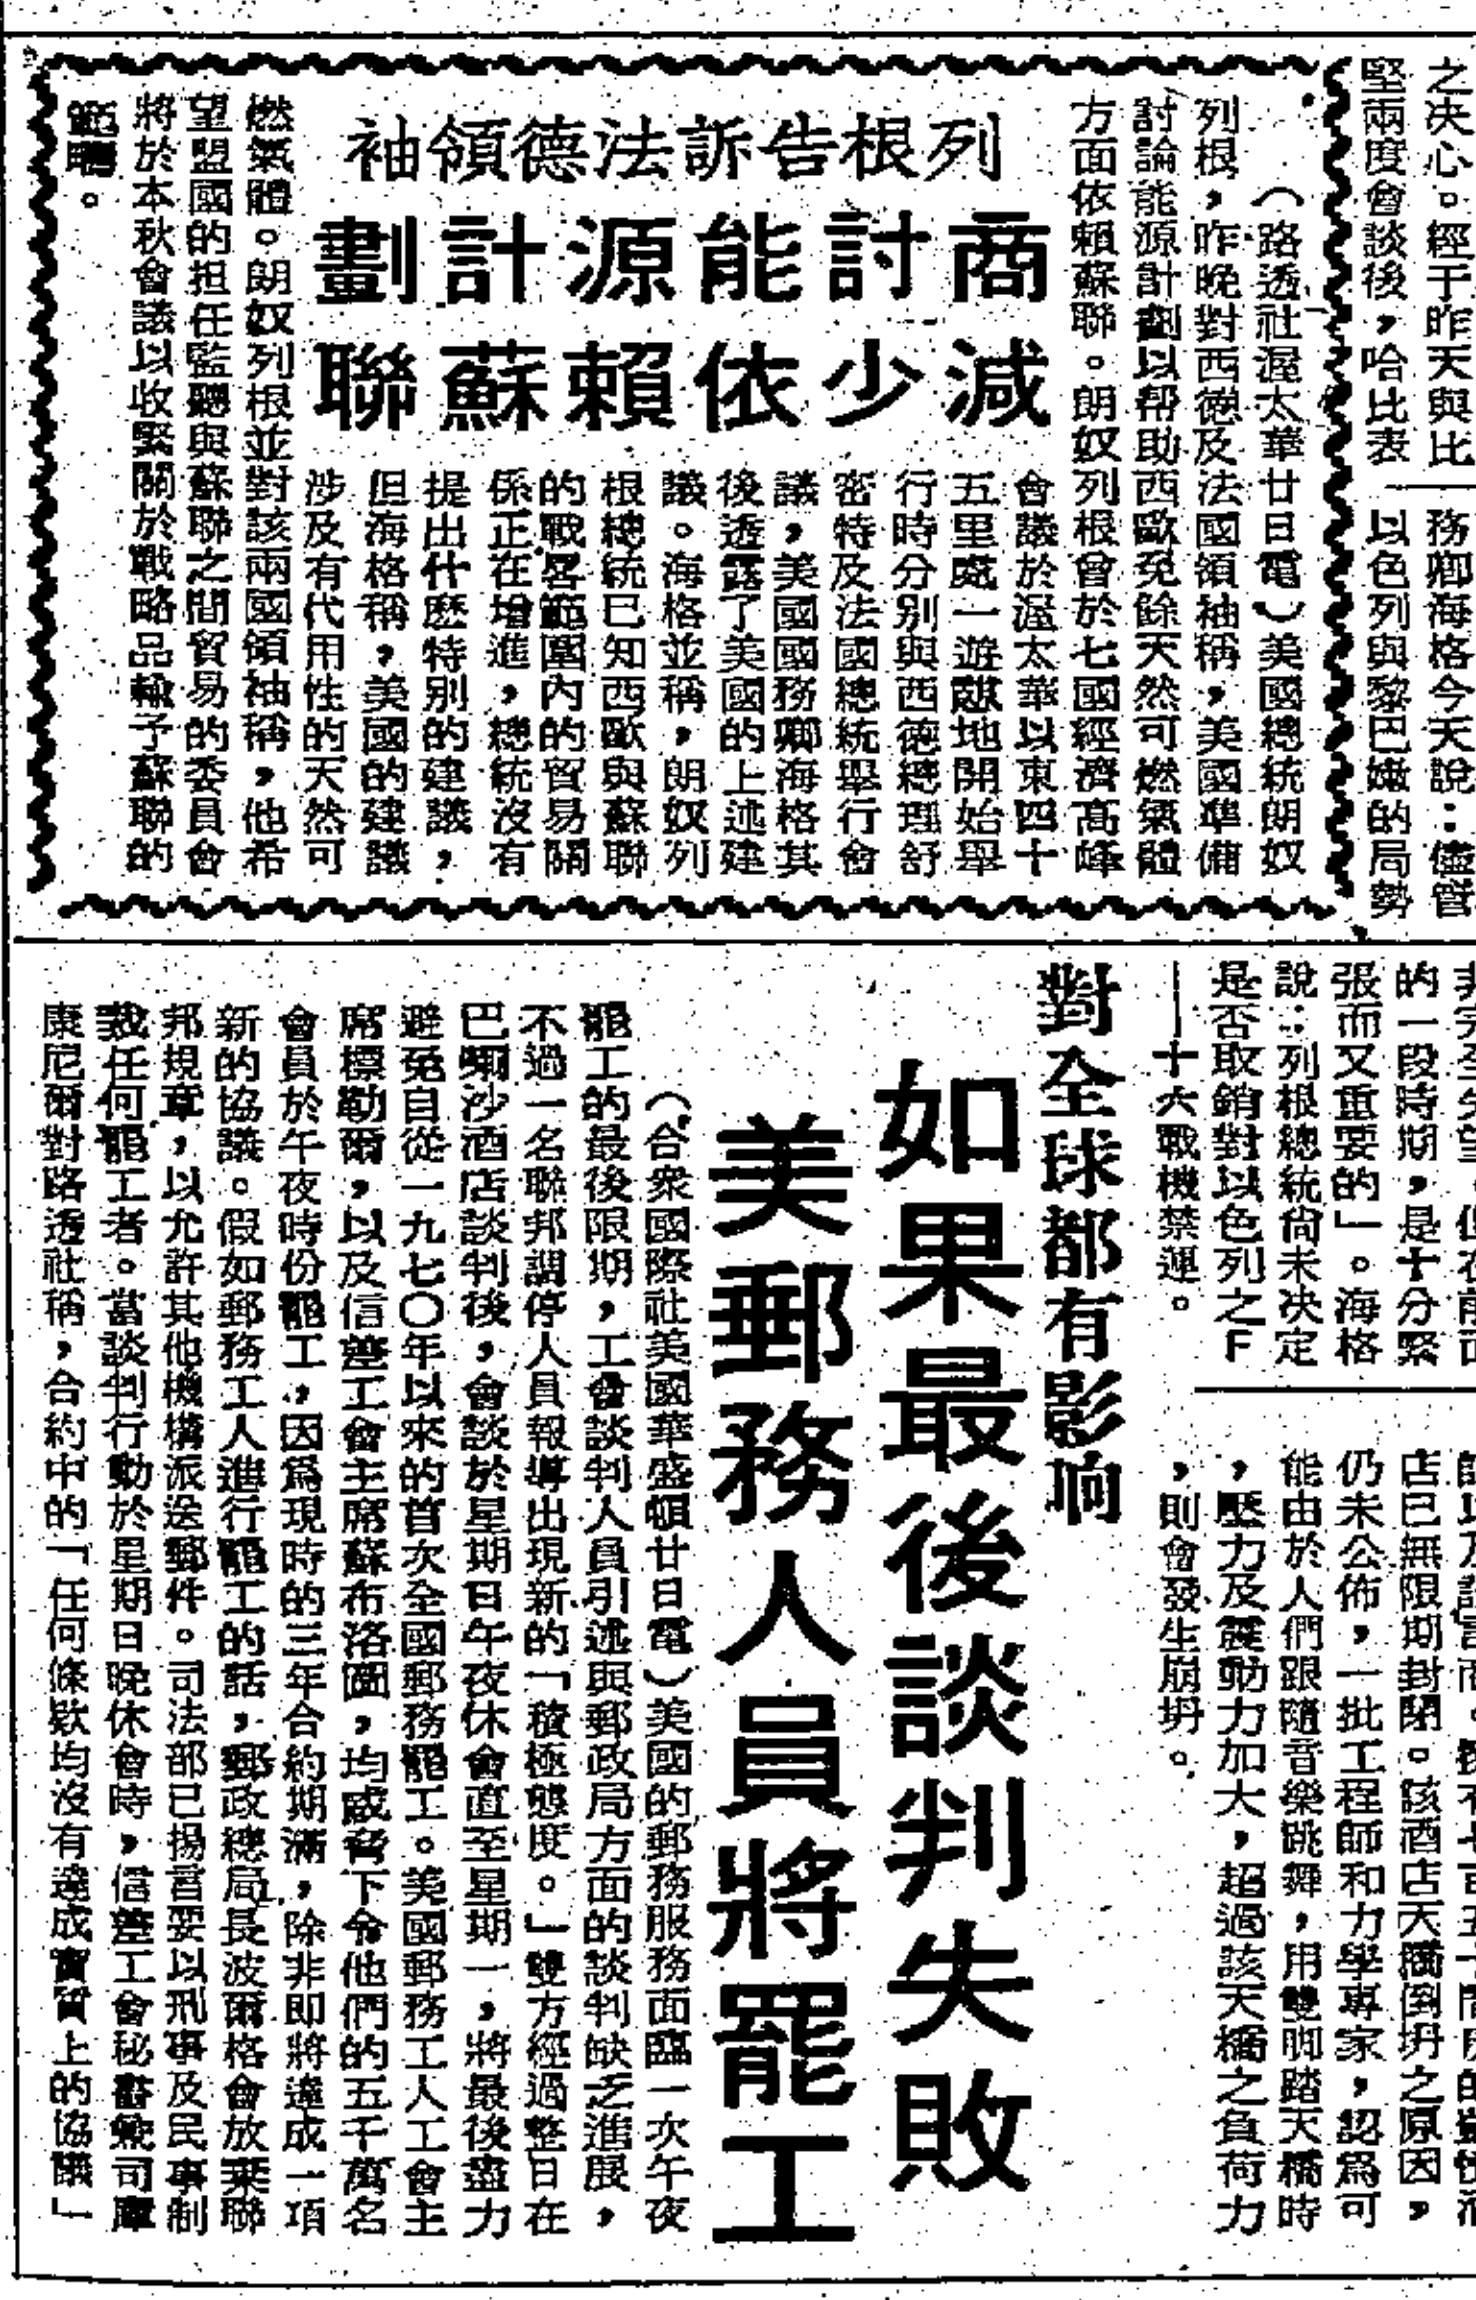 之决心。經于昨天與比
堅兩度會談後，哈比表
務卿海格今天說：儘管
以色列與黎巴嫩的局勢
的一段時期，是十分緊
張而又重要的」。海格
說：列根總統尙未决定
是否取銷對以色列之F
—十六戰機禁運。
店已無限期封閉。該酒店天橋倒坍之原因，
仍未公佈，一批工程師和力學專家，認爲可
能由於人們跟隨音樂跳舞，用雙脚踏天橋時
，壓力及震動力加大，超過該天橋之負荷力
，則會發生崩坍。
列根告訴法德領袖
商討能源計劃
減少依賴蘇聯
（路透社渥太華廿日電）美國總統朗奴
列根，昨晚對西德及法國領袖稱，美國準備
討論能源計劃以帮助西歐免除天然可燃氣體
方面依賴蘇聯。朗奴列根曾於七國經濟高峰
會議於渥太華以東四十
五里處一遊憇地開始舉
行時分別與西德總理舒
密特及法國總統舉行會
議，美國國務卿海格其
後透露了美國的上述建
議。海格並稱，朗奴列
根總統已知西歐與蘇聯
的戰畧範圍內的貿易關
係正在增進，總統沒有
提出什麽特別的建議，
但海格稱，美國的建議
涉及有代用性的天然可
燃氣體。朗奴列根並對該兩國領袖稱，他希
望盟國的担任監聽與蘇聯之間貿易的委員會
將於本秋會議以收緊關於戰略品輸予蘇聯的
範疇。
對全球都有影响
如果最後談判失敗
美郵務人員將罷工
（合衆國際社美國華盛頓廿日電）美國的郵務服務面臨一次午夜
罷工的最後限期，工會談判人員引述與郵政局方面的談判缺乏進展，
不過一名聯邦調停人員報導出現新的「積極態度。」雙方經過整日在
巴嚹沙酒店談判後，會談於星期日午夜休會直至星期一，將最後盡力
避免自從一九七〇年以來的首次全國郵務罷工。美國郵務工人工會主
席標勒爾，以及信差工會主席蘇布洛圖，均威脅下令他們的五千萬名
會員於午夜時份罷工，因爲現時的三年合約期滿，除非即將達成一項
新的協議。假如郵務工人進行罷工的話，郵政總局長波爾格會放棄聯
邦規章，以允許其他機構派送郵件。司法部已揚言要以刑事及民事制
裁任何罷工者。當談判行動於星期日晚休會時，信差工會秘書兼司庫
康尼爾對路透社稱，合約中的「任何條欵均沒有達成實質上的協議」